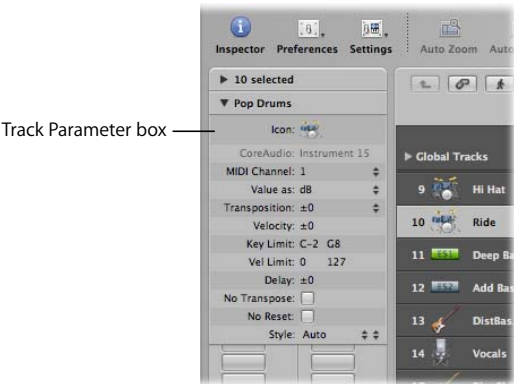 Inspector Preferences Settings Auto Zoom
10 selected
Pop Drums
Track Parameter box
Icon:
CoreAudio: Instrument 15
MIDI Channel: 1
Value as: dB
Transposition: ±0
Velocity: ±0
Key Limit: C-2 G8
Vel Limit: 0 127
Delay: ±0
No Transpose:
No Reset:
Style: Auto
Global Tracks
9 Hi Hat
10 Ride
11 ES1 Deep Ba
12 ES2 Add Bas
13 DistBas
14 Vocals